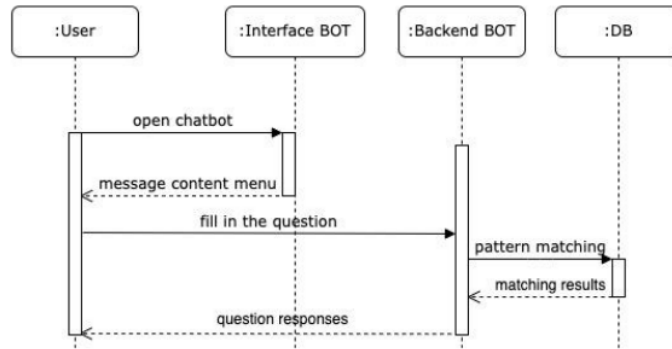 :User
:Interface BOT
:Backend BOT
:DB
open chatbot
message content menu
fill in the question
pattern matching
matching results
question responses